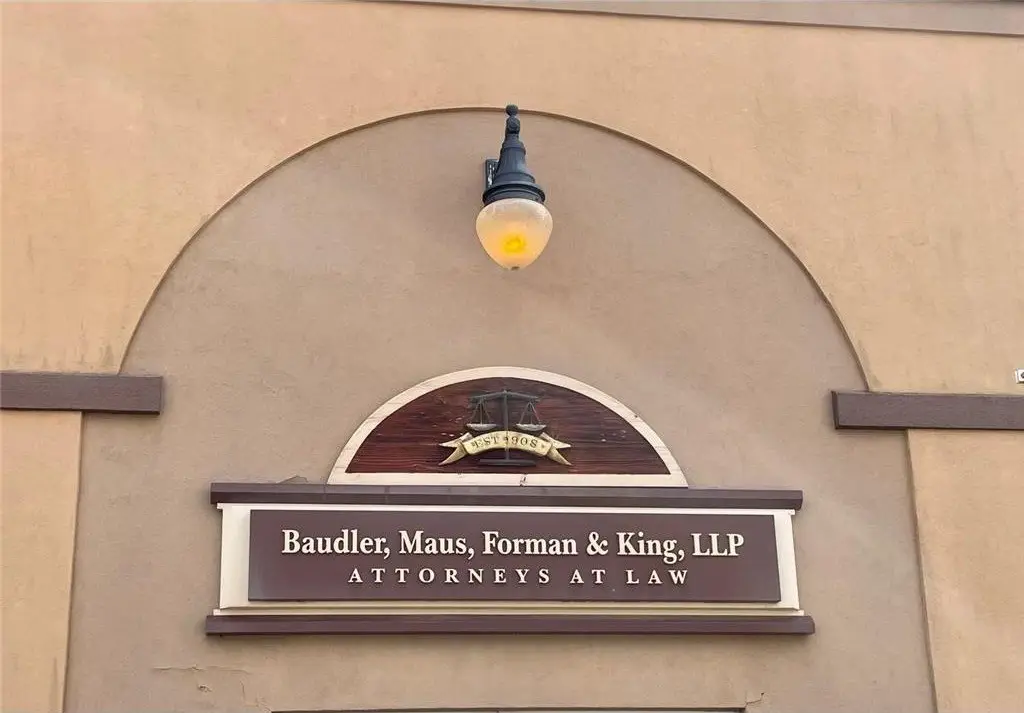 EST 1908
Baudler, Maus, Forman & King, LLP
ATTORNEYS AT LAW